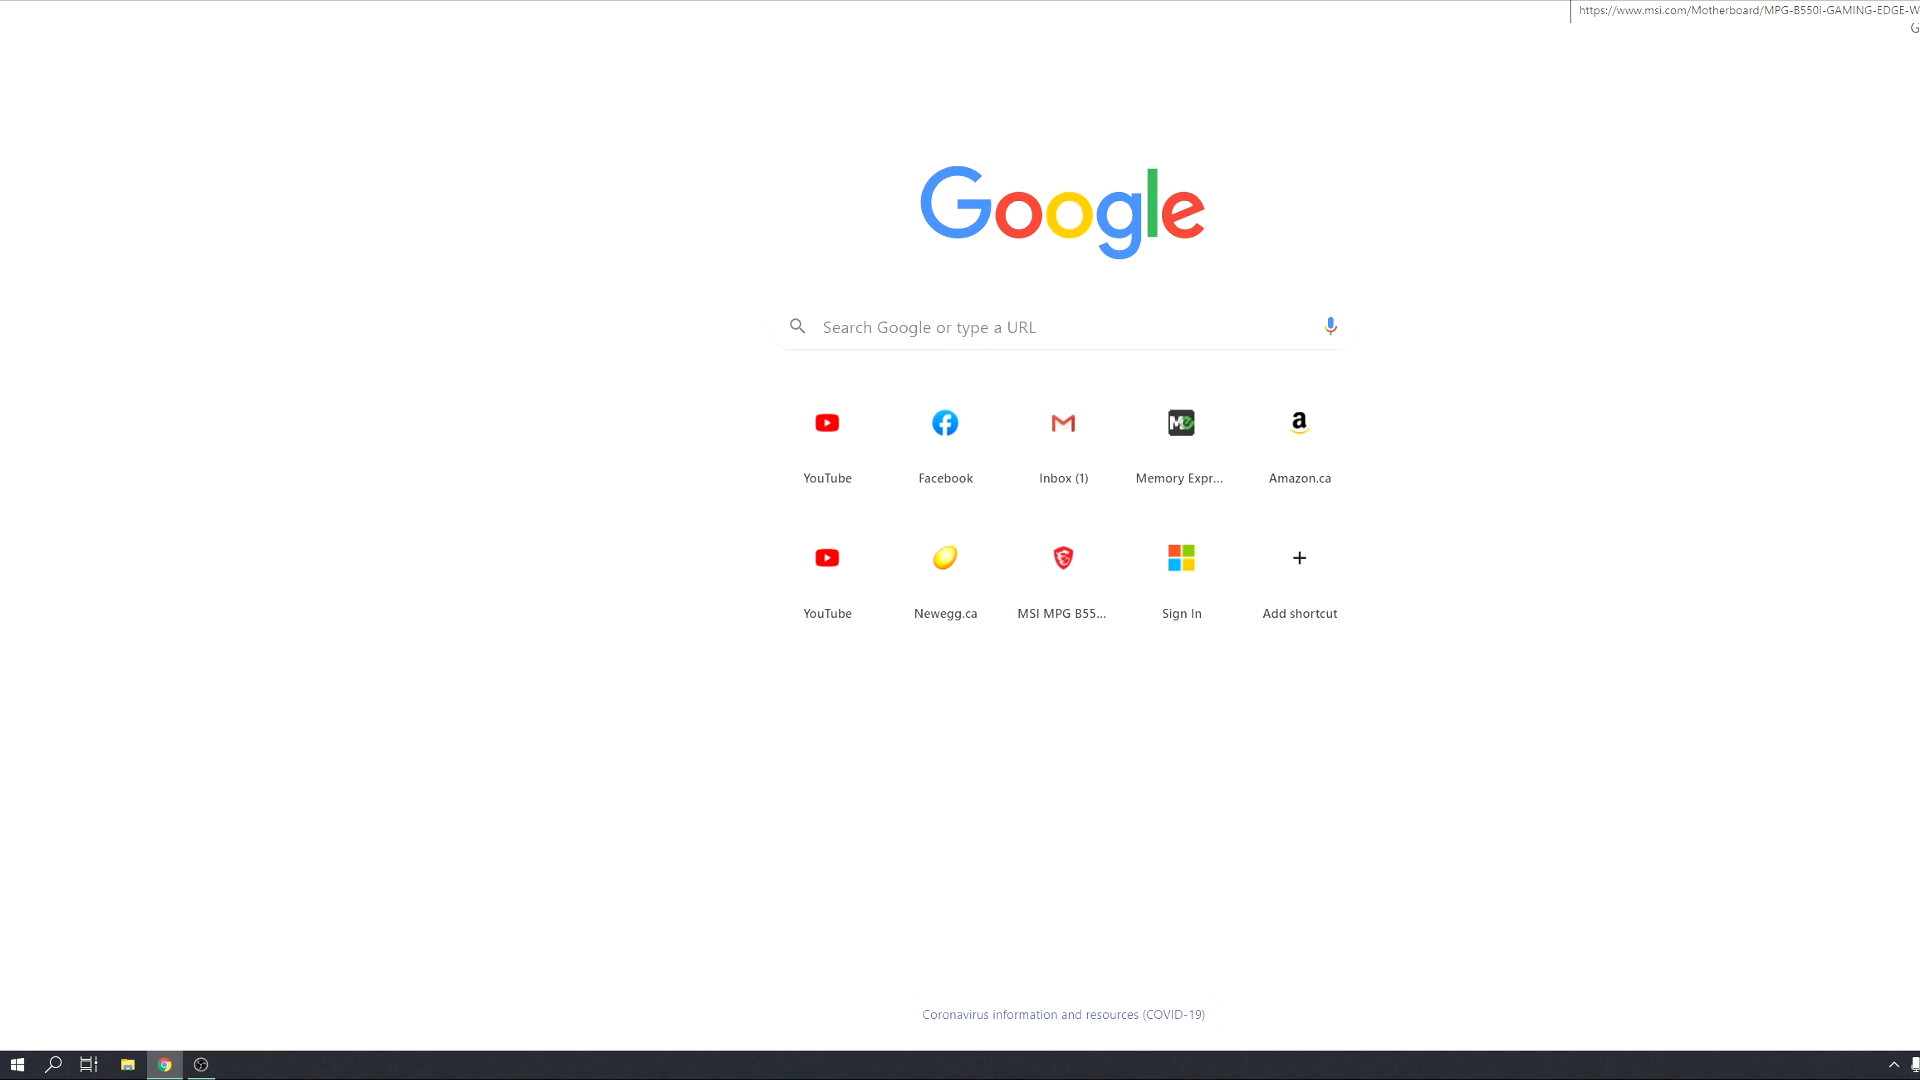 https://www.msi.com/Motherboard/MPG-B550I-GAMING-EDGE-W
G
Google
Search Google or type a URL
YouTube
Facebook
Inbox (1)
Memory Expr...
Amazon.ca
YouTube
Newegg.ca
MSI MPG B55...
Sign In
Add shortcut
Coronavirus information and resources (COVID-19)